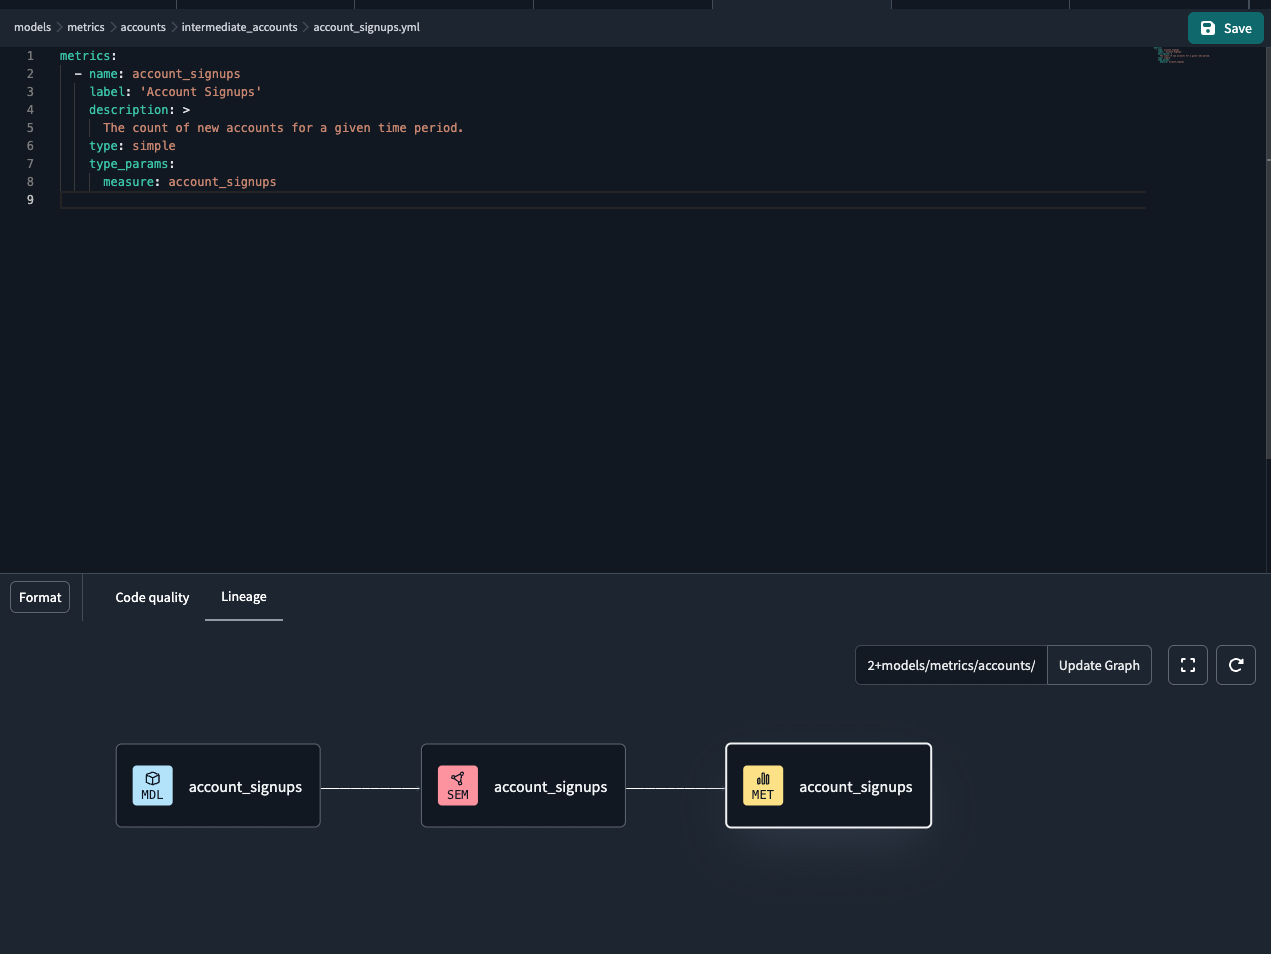 models > metrics > accounts > intermediate_accounts > account_signups.yml
Save
1 metrics:
2 - name: account_signups
3 label: 'Account Signups'
4 description: >
5 The count of new accounts for a given time period.
6 type: simple
7 type_params:
8 measure: account_signups
9
Format
Code quality
Lineage
2+models/metrics/accounts/
Update Graph
MDL account_signups
SEM account_signups
MET account_signups